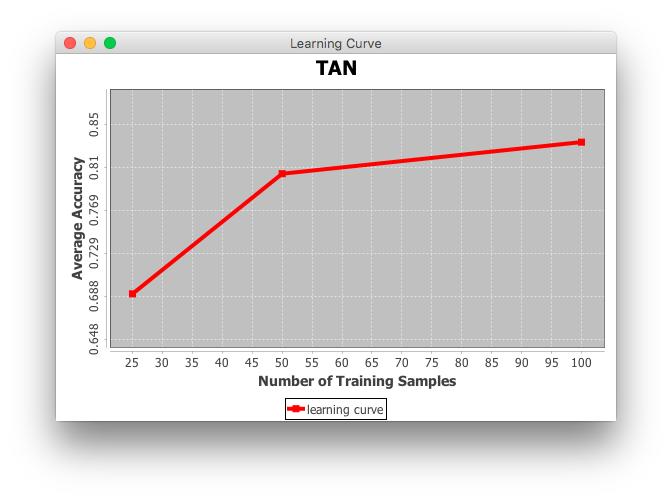 Learning Curve
TAN
Average Accuracy
0.85
0.81
0.769
0.729
0.688
0.648
25 30 35 40 45 50 55 60 65 70 75 80 85 90 95 100
Number of Training Samples
learning curve